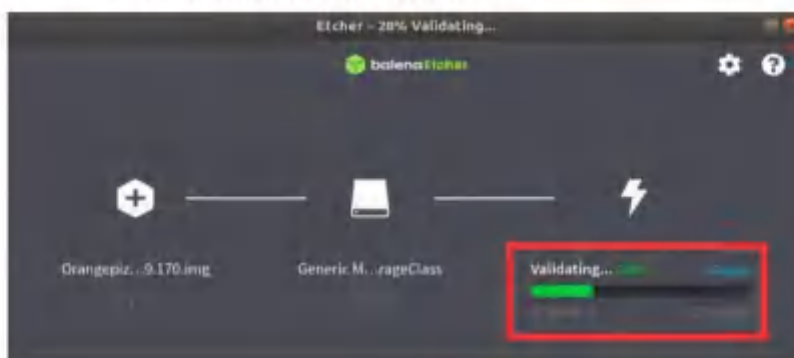 Etcher - 28% Validating...
balenaEtcher
Orangepiz...9.170.img
Generic M...rageClass
Validating...